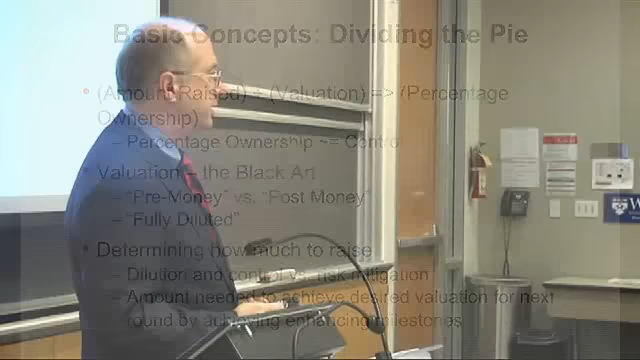 Basic Concepts: Dividing the Pie
• (Amount Raised) + (Valuation) => (Percentage
Ownership)
– Percentage Ownership ~= Control
• Valuation – the Black Art
– “Pre-Money” vs. “Post Money”
– “Fully Diluted”
• Determining how much to raise
– Dilution and control vs. risk mitigation
– Amount needed to achieve desired valuation for next
round by achieving enhancing milestones
W